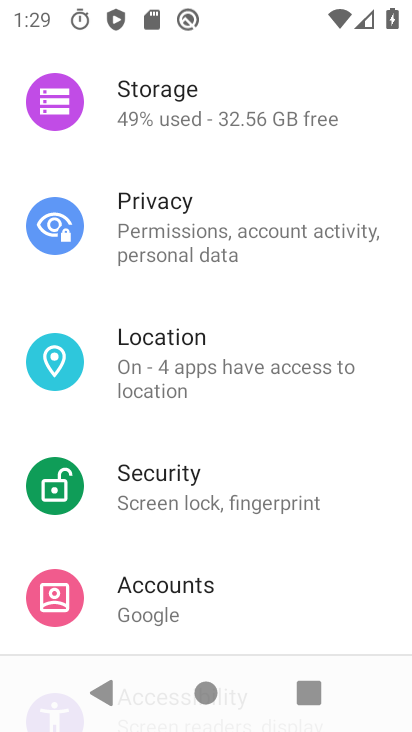 1:29
Storage
49% used - 32.56 GB free
Privacy
Permissions, account activity,
personal data
Location
On - 4 apps have access to
location
Security
Screen lock, fingerprint
Accounts
Google
Accessibility
Screen readers, display,